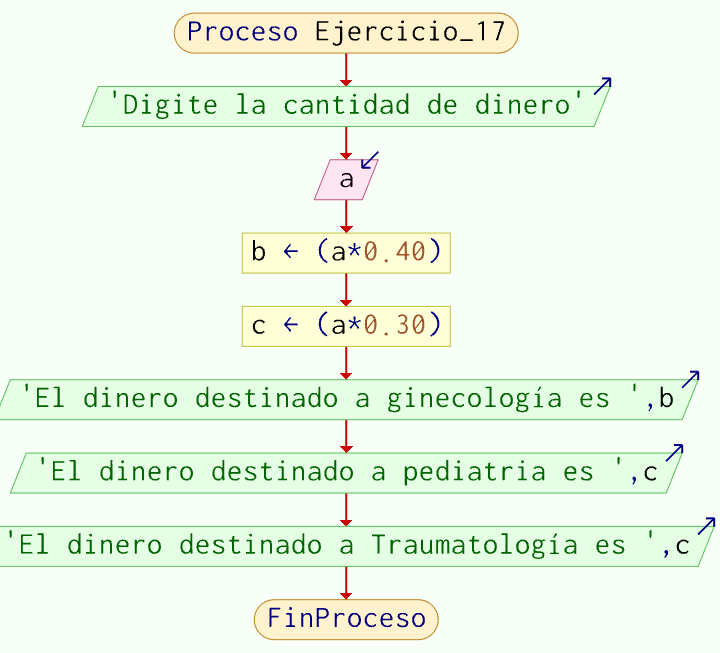 Proceso Ejercicio_17
'Digite la cantidad de dinero'
a
b ← (a*0.40)
c ← (a*0.30)
'El dinero destinado a ginecología es ',b
'El dinero destinado a pediatria es ',c
'El dinero destinado a Traumatología es ',c
FinProceso